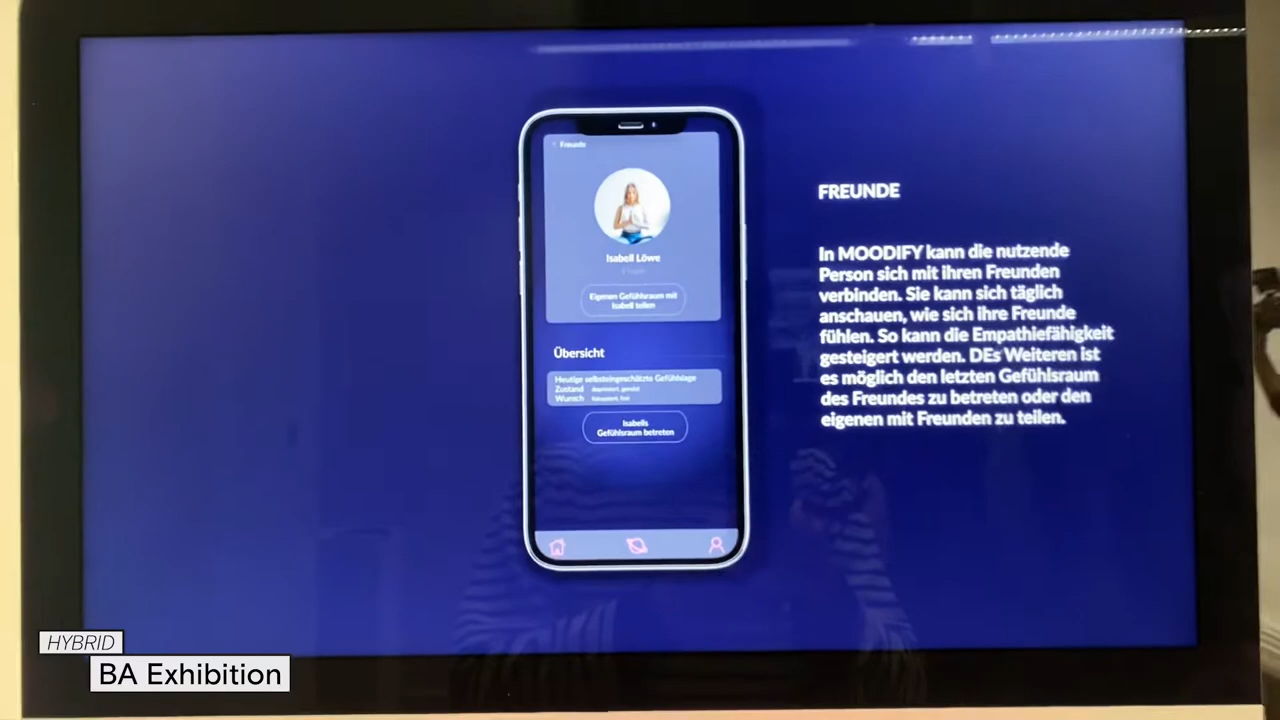 Freunde
Isabell Löwe
Eigenen Gefühlsraum mit
Isabell teilen
Übersicht
Heutige selbsteingeschätzte Gefühlslage
Zustand deprimiert, gereizt
Wunsch
Isabells
Gefühlsraum betreten
FREUNDE
In MOODIFY kann die nutzende
Person sich mit ihren Freunden
verbinden. Sie kann sich täglich
anschauen, wie sich ihre Freunde
fühlen. So kann die Empathiefähigkeit
gesteigert werden. DEs Weiteren ist
es möglich den letzten Gefühlsraum
des Freundes zu betreten oder den
eigenen mit Freunden zu teilen.
HYBRID
BA Exhibition